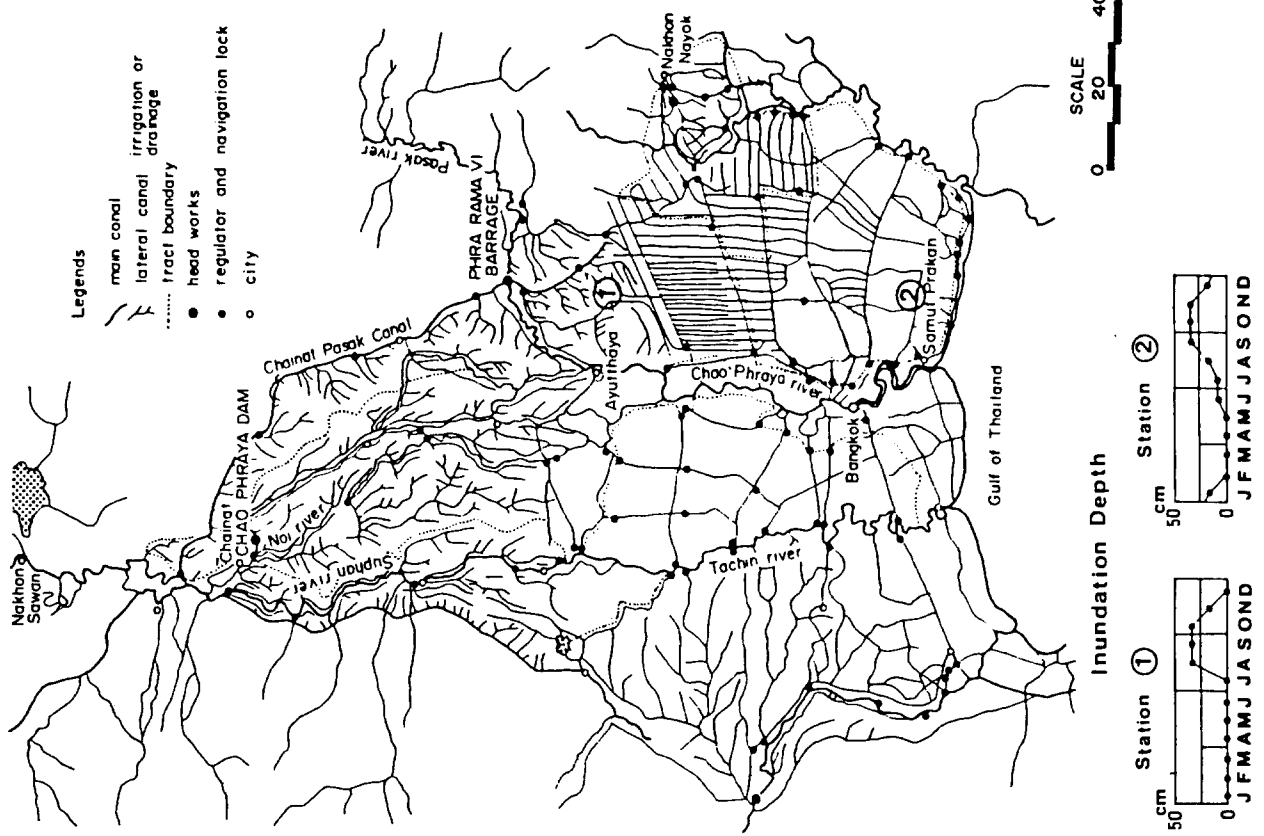 Legends
main canal
lateral canal irrigation or
drainage
tract boundary
head works
regulator and navigation lock
city
Nakhon
Sawan
Chainat
CHAO PHRAYA DAM
Noi river
Suphan river
Chainat Pasak Canal
Pasak river
PHRA RAMA VI
BARRAGE
Nakhon
Nayok
①
Ayutthaya
Chao Phraya river
Tachin river
Bangkok
②
Samut Prakan
Gulf of Thailand
SCALE
0 20 40
Inundation Depth
Station ①
cm
50
0
J F M A M J J A S O N D
Station ②
cm
50
0
J F M A M J J A S O N D